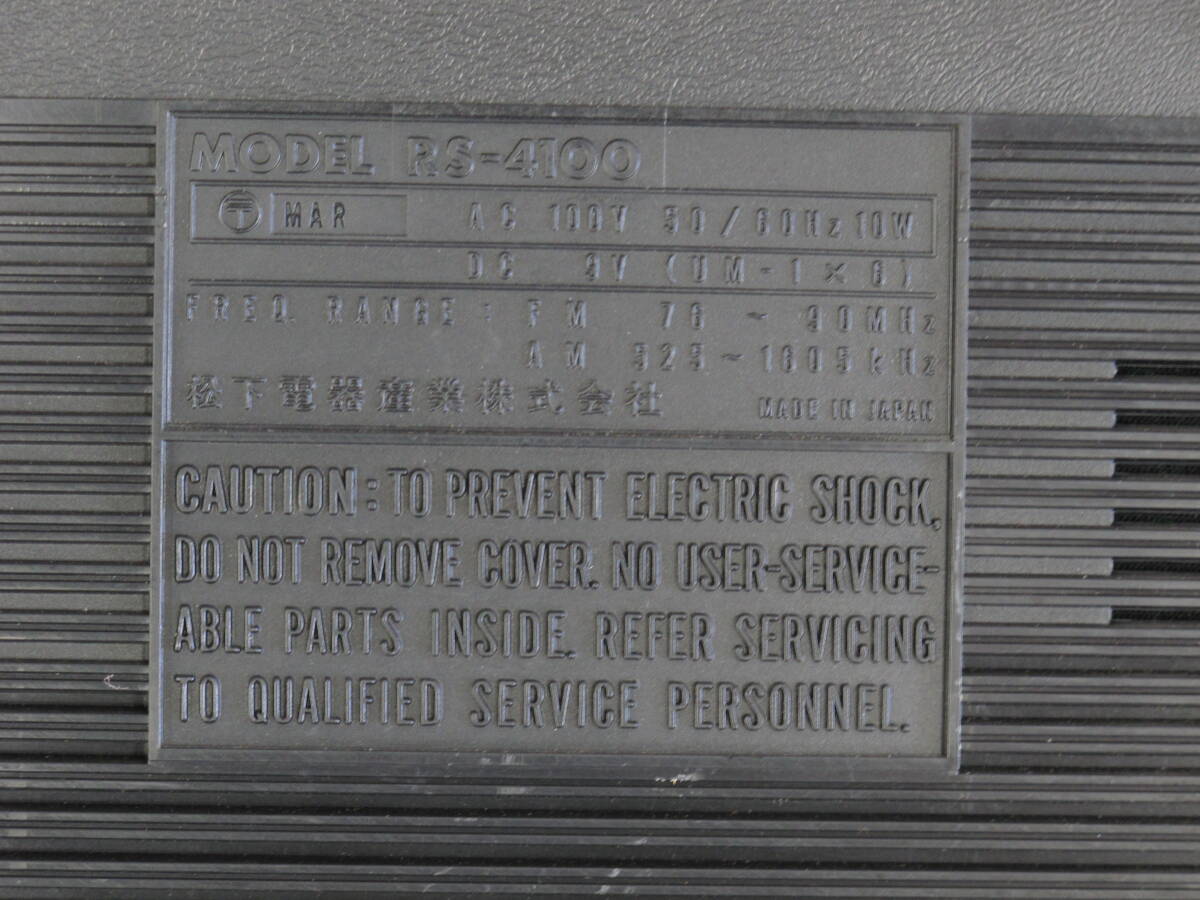 MODEL RS-4100
〒 MAR AC 100V 50/60Hz 10W
DC 9V (UM-1×6)
FREQ. RANGE: FM 76~90MHz
AM 525~1605kHz
松下電器産業株式会社 MADE IN JAPAN
CAUTION: TO PREVENT ELECTRIC SHOCK,
DO NOT REMOVE COVER. NO USER-SERVICE-
ABLE PARTS INSIDE. REFER SERVICING
TO QUALIFIED SERVICE PERSONNEL.